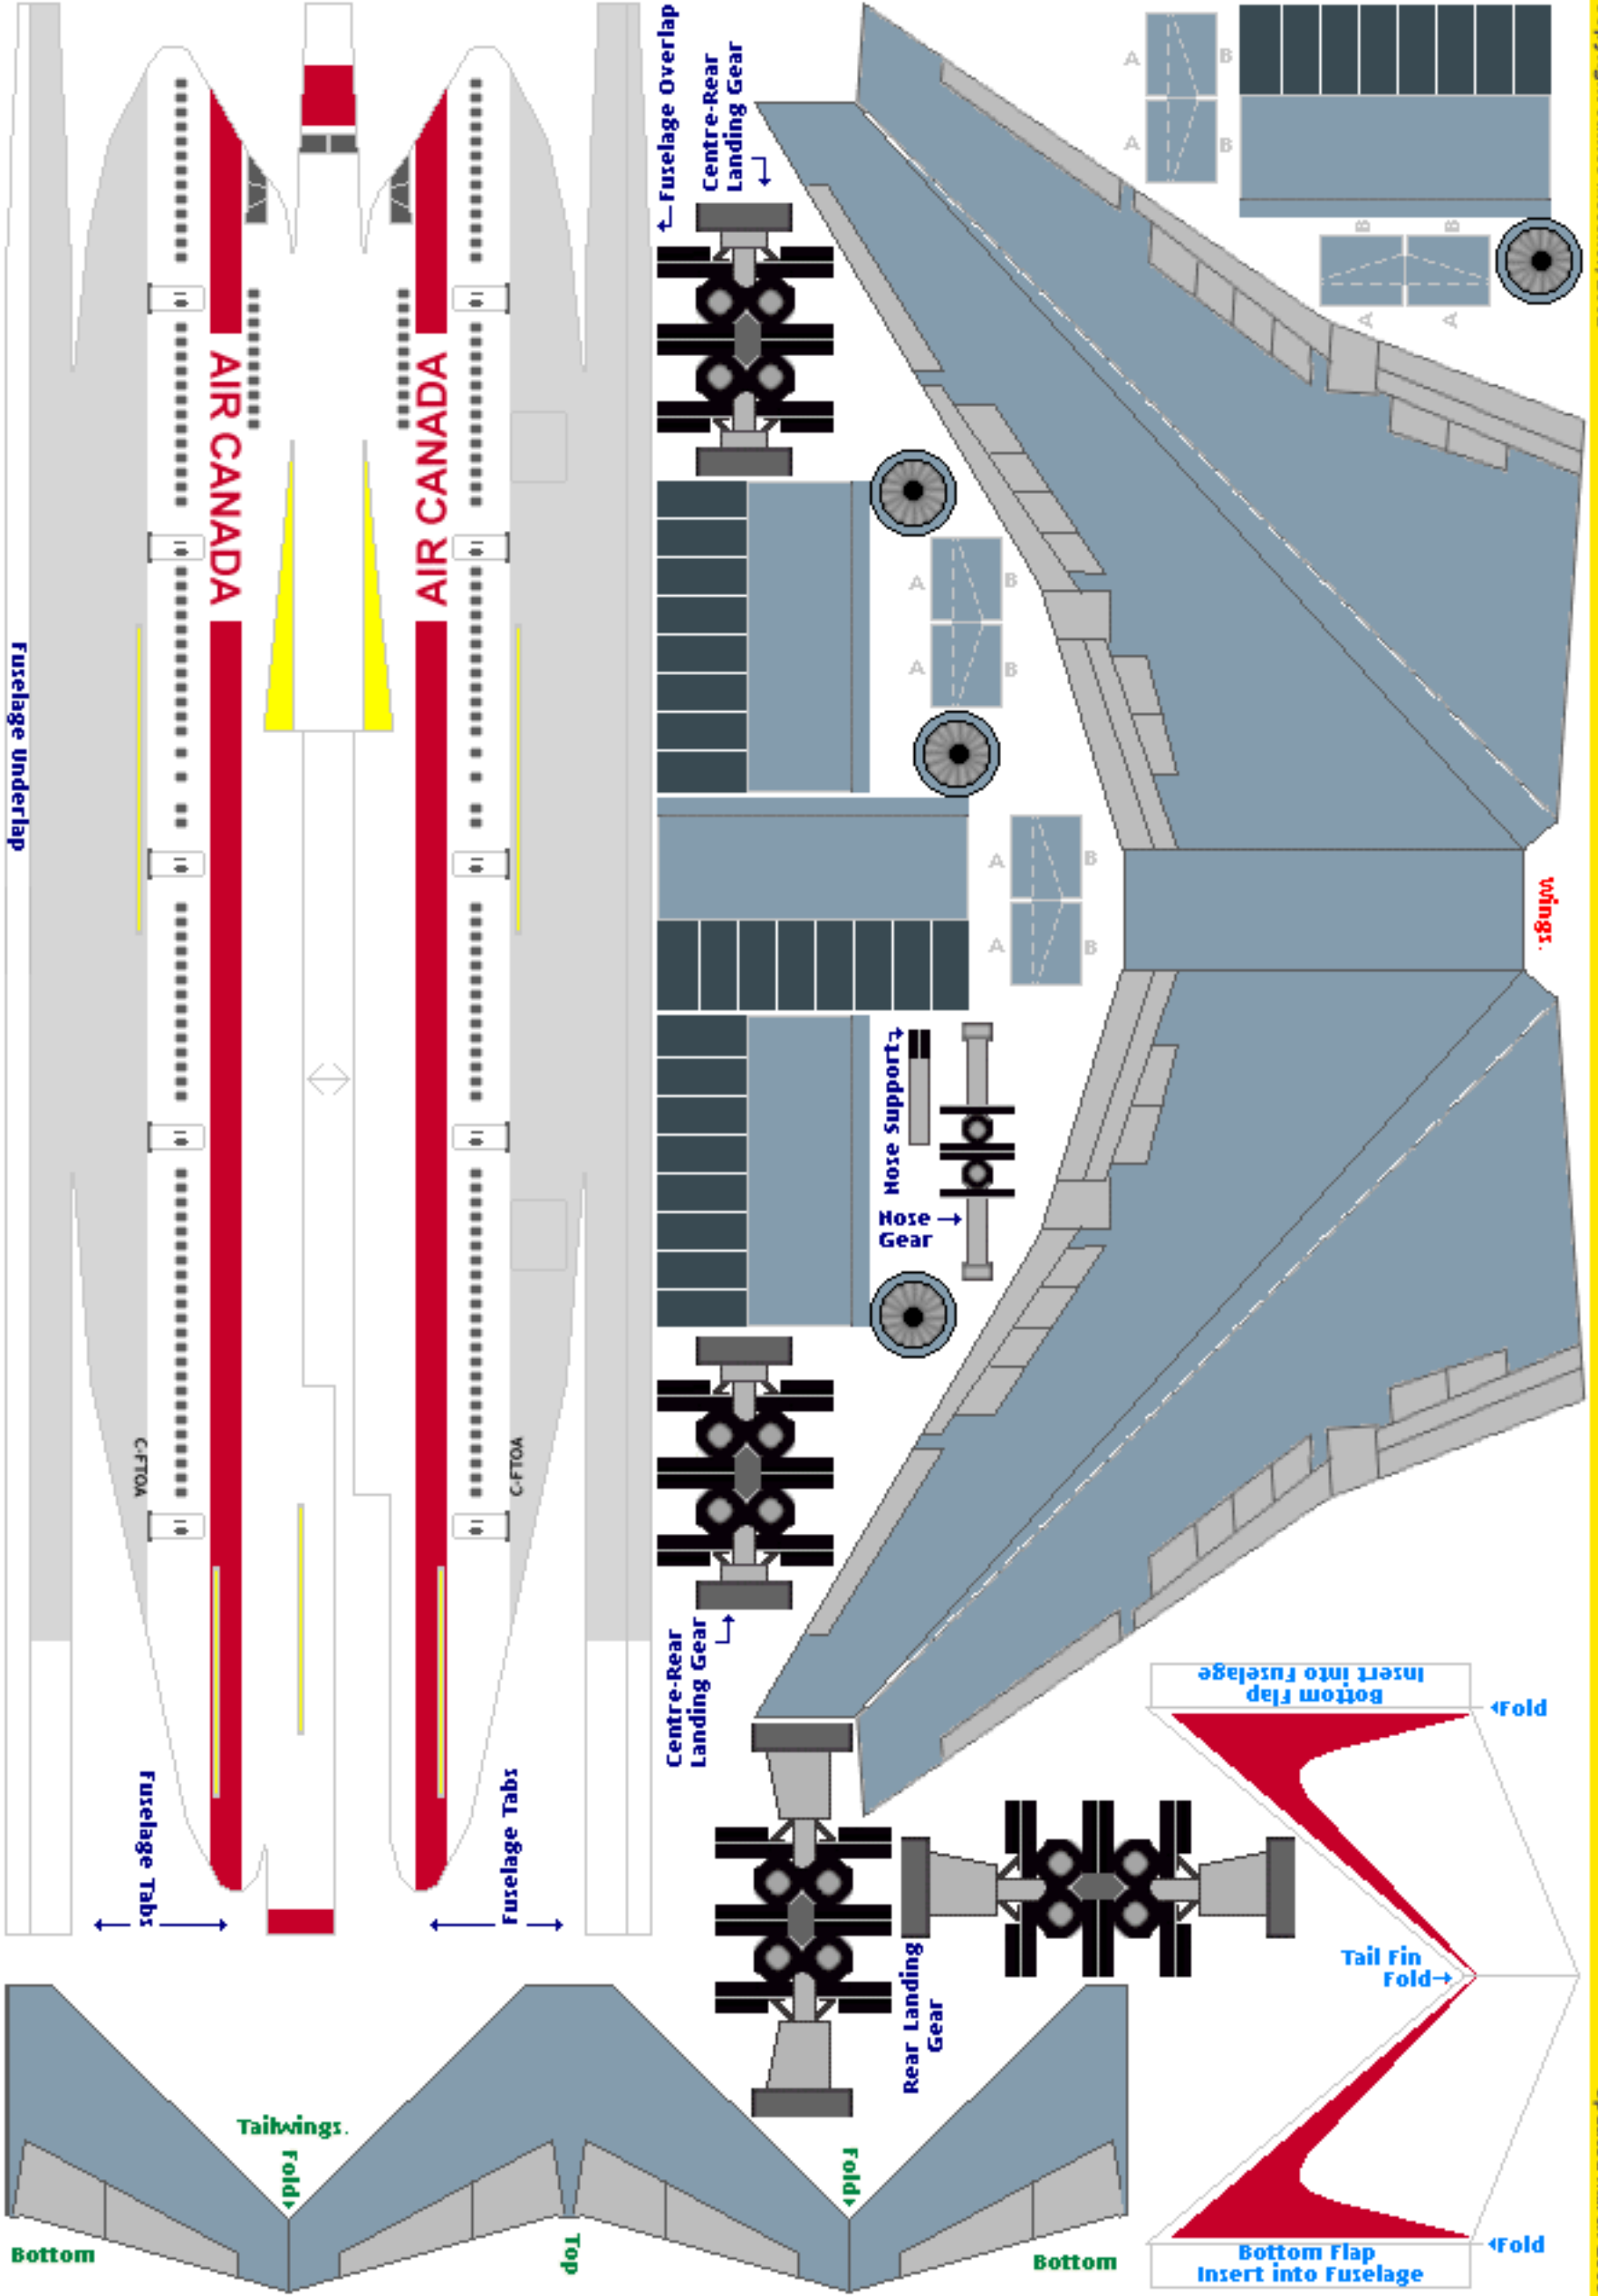 Fuselage Overlap
Centre-Rear
Landing Gear
A
B
A
B
B
B
A
A
AIR CANADA
AIR CANADA
A
B
A
B
Fuselage Underlap
A
B
A
B
Wings.
Nose Support
Nose
Gear
C-FTOA
C-FTOA
Centre-Rear
Landing Gear
Insert into Fuselage
Bottom Flap
Fold
Fuselage Tabs
Fuselage Tabs
Tail Fin
Fold
Rear Landing
Gear
Tailwings.
Fold
Fold
Bottom
Top
Bottom
Fold
Bottom Flap
Insert into Fuselage